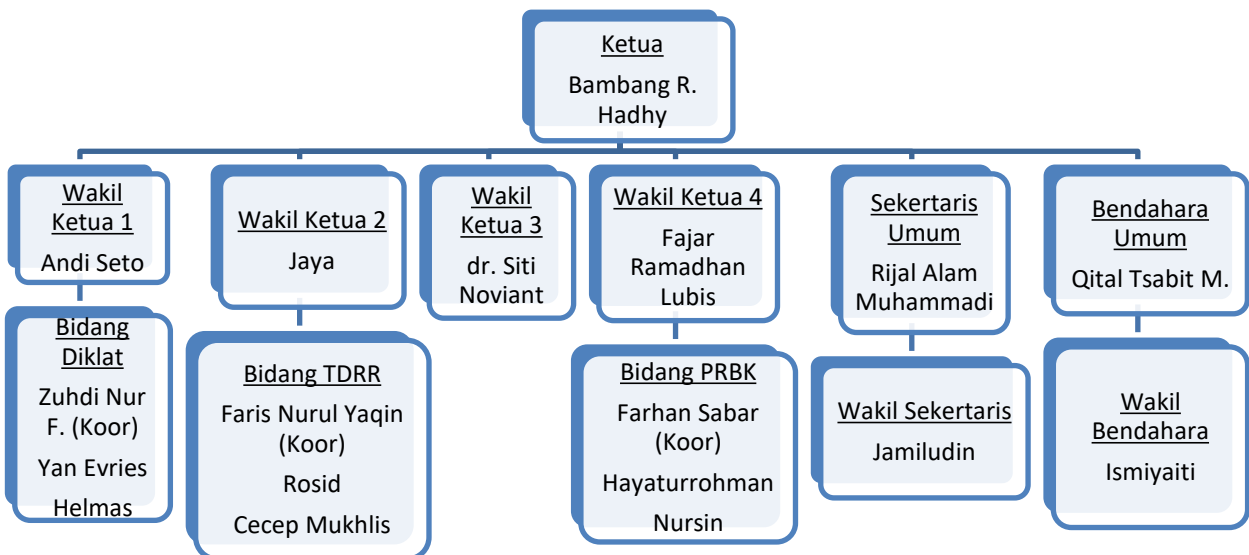 Ketua
Bambang R.
Hadhy
Wakil
Ketua 1
Andi Seto
Wakil Ketua 2
Jaya
Wakil
Ketua 3
dr. Siti
Noviant
Wakil Ketua 4
Fajar
Ramadhan
Lubis
Sekertaris
Umum
Rijal Alam
Muhammadi
Bendahara
Umum
Qital Tsabit M.
Bidang
Diklat
Zuhdi Nur
F. (Koor)
Yan Evries
Helmas
Bidang TDRR
Faris Nurul Yaqin
(Koor)
Rosid
Cecep Mukhlis
Bidang PRBK
Farhan Sabar
(Koor)
Hayaturrohman
Nursin
Wakil Sekertaris
Jamiludin
Wakil
Bendahara
Ismiyaiti